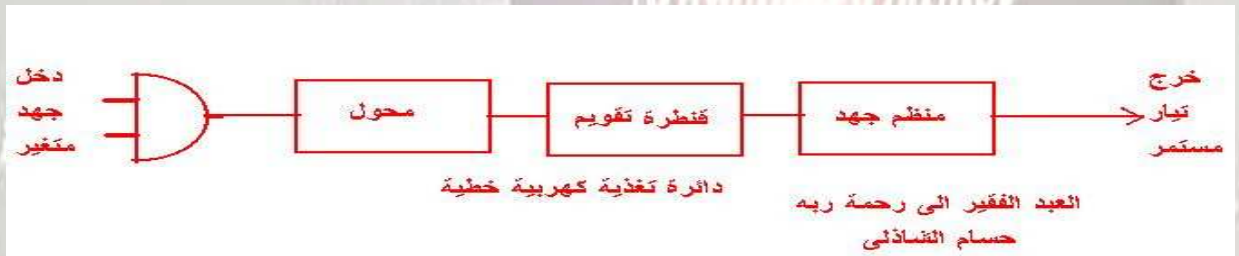 دخل
جهد
متغير
محول
قنطرة تقويم
منظم جهد
خرج
تيار
مستمر
دائرة تغذية كهربية خطية
العبد الفقير الى رحمة ربه
حسام الشاذلى